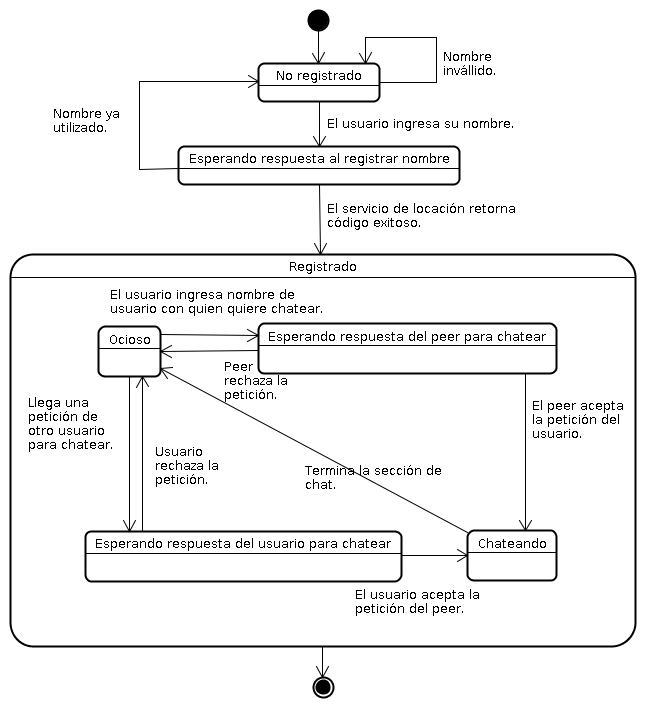 Nombre
inválido.
No registrado
Nombre ya
utilizado.
El usuario ingresa su nombre.
Esperando respuesta al registrar nombre
El servicio de locación retorna
código exitoso.
Registrado
El usuario ingresa nombre de
usuario con quien quiere chatear.
Ocioso
Esperando respuesta del peer para chatear
Peer
rechaza la
petición.
Llega una
petición de
otro usuario
para chatear.
El peer acepta
la petición del
usuario.
Usuario
rechaza la
petición.
Termina la sección de
chat.
Esperando respuesta del usuario para chatear
Chateando
El usuario acepta la
petición del peer.